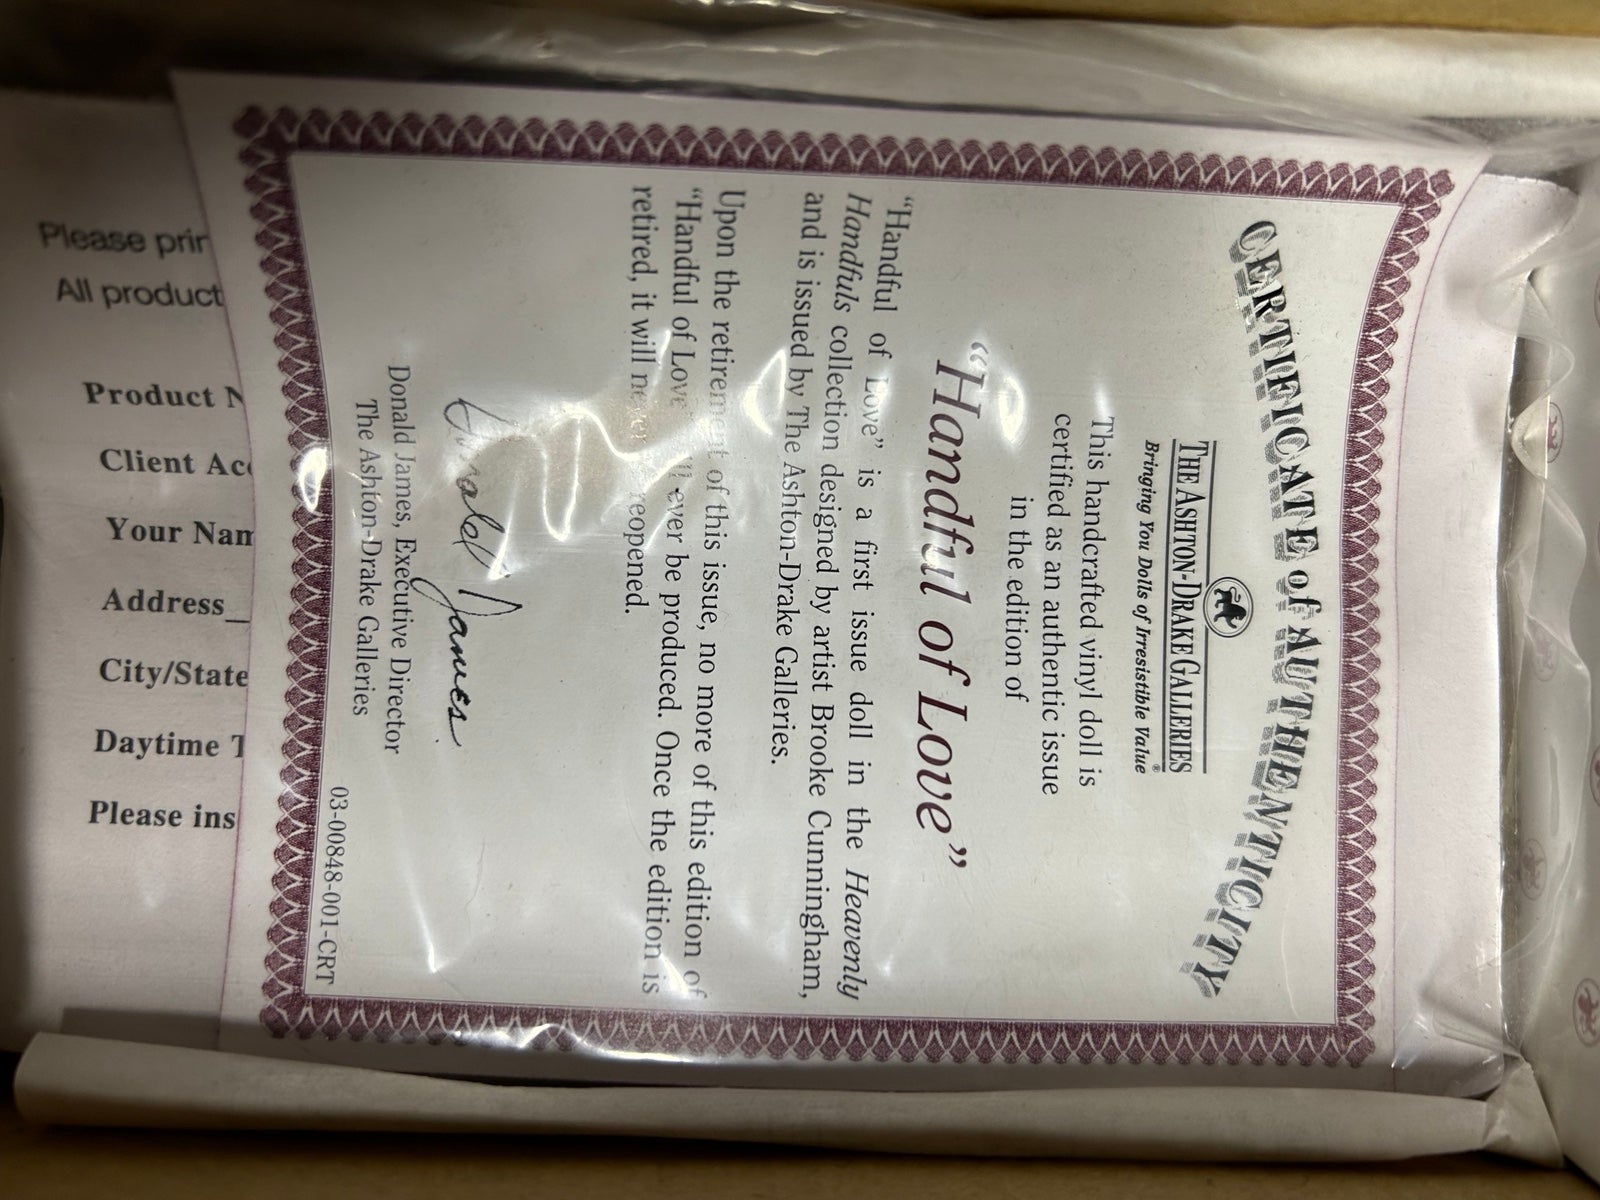 CERTIFICATE of AUTHENTICITY
THE ASHTON-DRAKE GALLERIES
Bringing You Dolls of Irresistible Value®
This handcrafted vinyl doll is
certified as an authentic issue
in the edition of
“Handful of Love”
“Handful of Love” is a first issue doll in the Heavenly
Handfuls collection designed by artist Brooke Cunningham,
and is issued by The Ashton-Drake Galleries.
Upon the retirement of this issue, no more of this edition of
“Handful of Love” will ever be produced. Once the edition is
retired, it will never be reopened.
Donald James
Donald James, Executive Director
The Ashton-Drake Galleries
03-00848-001-CRT
Please prin
All product
Product N
Client Acc
Your Nam
Address
City/State
Daytime T
Please ins